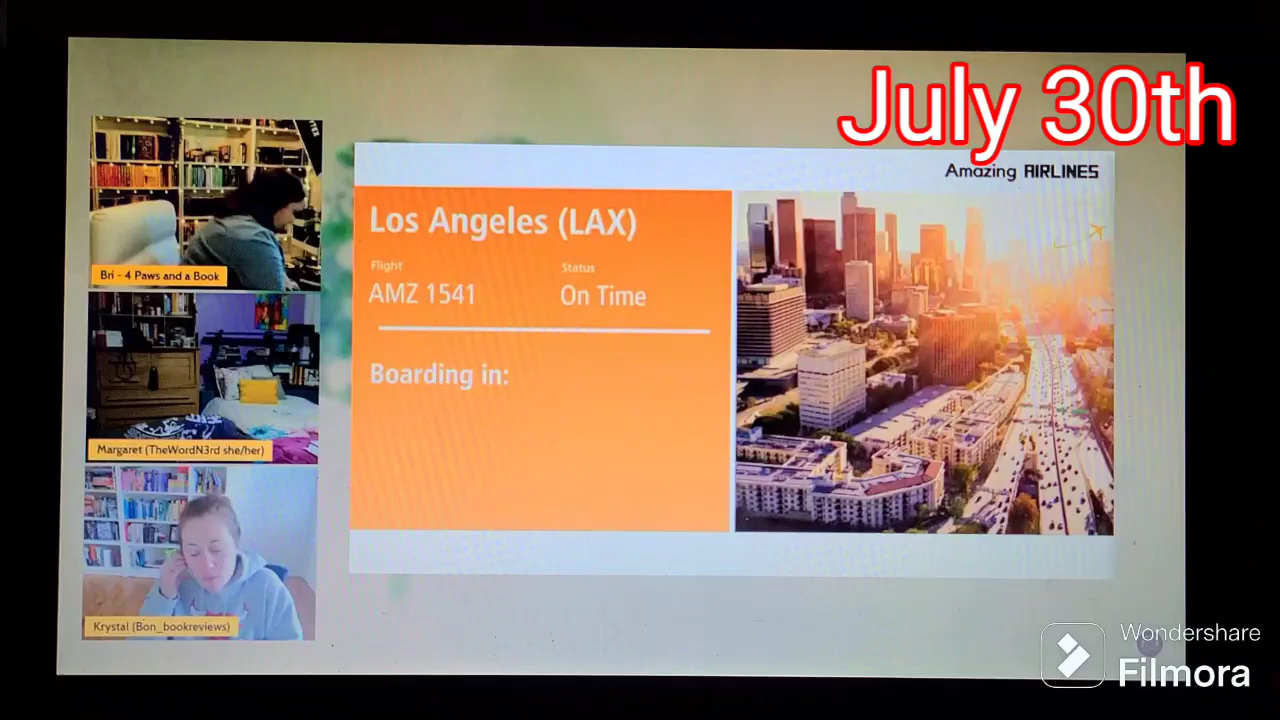 July 30th
Amazing AIRLINES
Los Angeles (LAX)
Flight
Status
AMZ 1541
On Time
Boarding in:
Bri - 4 Paws and a Book
Margaret (TheWordN3rd she/her)
Krystal (Bon_bookreviews)
Wondershare
Filmora